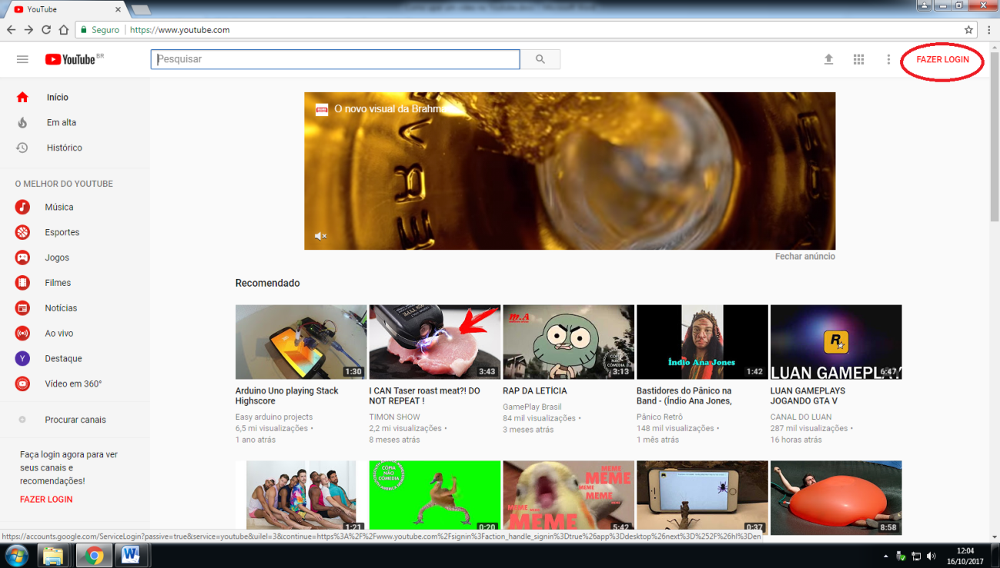 YouTube
Seguro
https://www.youtube.com
YouTube BR
Pesquisar
FAZER LOGIN
Início
Em alta
Histórico
O MELHOR DO YOUTUBE
Música
Esportes
Jogos
Filmes
Notícias
Ao vivo
Destaque
Vídeo em 360°
Procurar canais
Faça login agora para ver
seus canais e
recomendações!
FAZER LOGIN
O novo visual da Brahma
Fechar anúncio
Recomendado
1:30
Arduino Uno playing Stack
Highscore
Easy arduino projects
6,5 mi visualizações •
1 ano atrás
3:43
I CAN Taser roast meat?! DO
NOT REPEAT !
TIMON SHOW
2,2 mi visualizações •
8 meses atrás
m.A
COPIA
NÃO
COMEDIA
3:13
RAP DA LETÍCIA
GamePlay Brasil
84 mil visualizações •
3 meses atrás
Índio Ana Jones
1:42
Bastidores do Pânico na
Band - (Índio Ana Jones,
Pânico Retrô
148 mil visualizações •
1 mês atrás
R
LUAN GAMEPLAY
6:47
LUAN GAMEPLAYS
JOGANDO GTA V
CANAL DO LUAN
287 mil visualizações •
16 horas atrás
1:21
COPIA
NÃO
COMEDIA
0:20
MEME
MEME
MEME
MEME
MEME
MEME
5:42
0:37
8:58
https://accounts.google.com/ServiceLogin?passive=true&service=youtube&uilel=3&continue=https%3A%2F%2Fwww.youtube.com%2Fsignin%3Faction_handle_signin%3Dtrue%26app%3Ddesktop%26next%3D%252F%26hl%3Den
12:04
16/10/2017